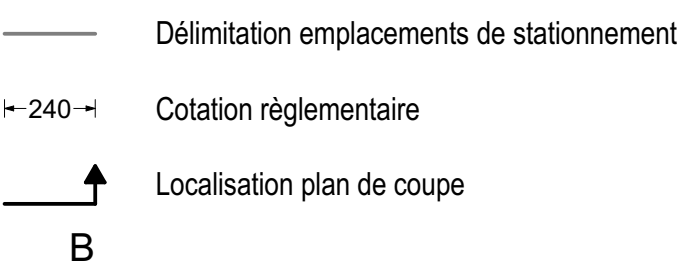 Délimitation emplacements de stationnement
240 Cotation règlementaire
Localisation plan de coupe
B